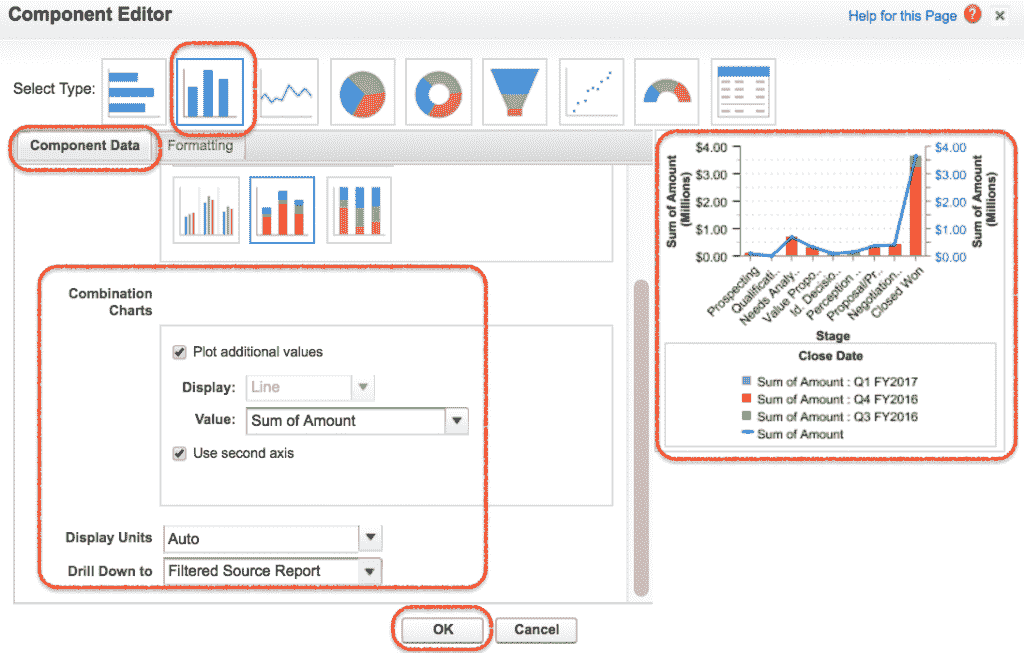 Component Editor
Help for this Page ? ×
Select Type:
Component Data
Formatting
Combination
Charts
Plot additional values
Display: Line
Value: Sum of Amount
Use second axis
Display Units Auto
Drill Down to Filtered Source Report
OK Cancel
Sum of Amount
(Millions)
$4.00
$3.00
$2.00
$1.00
$0.00
$4.00
$3.00
$2.00
$1.00
$0.00
Sum of Amount
(Millions)
Prospecting
Qualificati..
Needs Analy..
Value Propo..
Id. Decisio..
Perception ..
Proposal/Pr..
Negotiation..
Closed Won
Stage
Close Date
Sum of Amount : Q1 FY2017
Sum of Amount : Q4 FY2016
Sum of Amount : Q3 FY2016
Sum of Amount